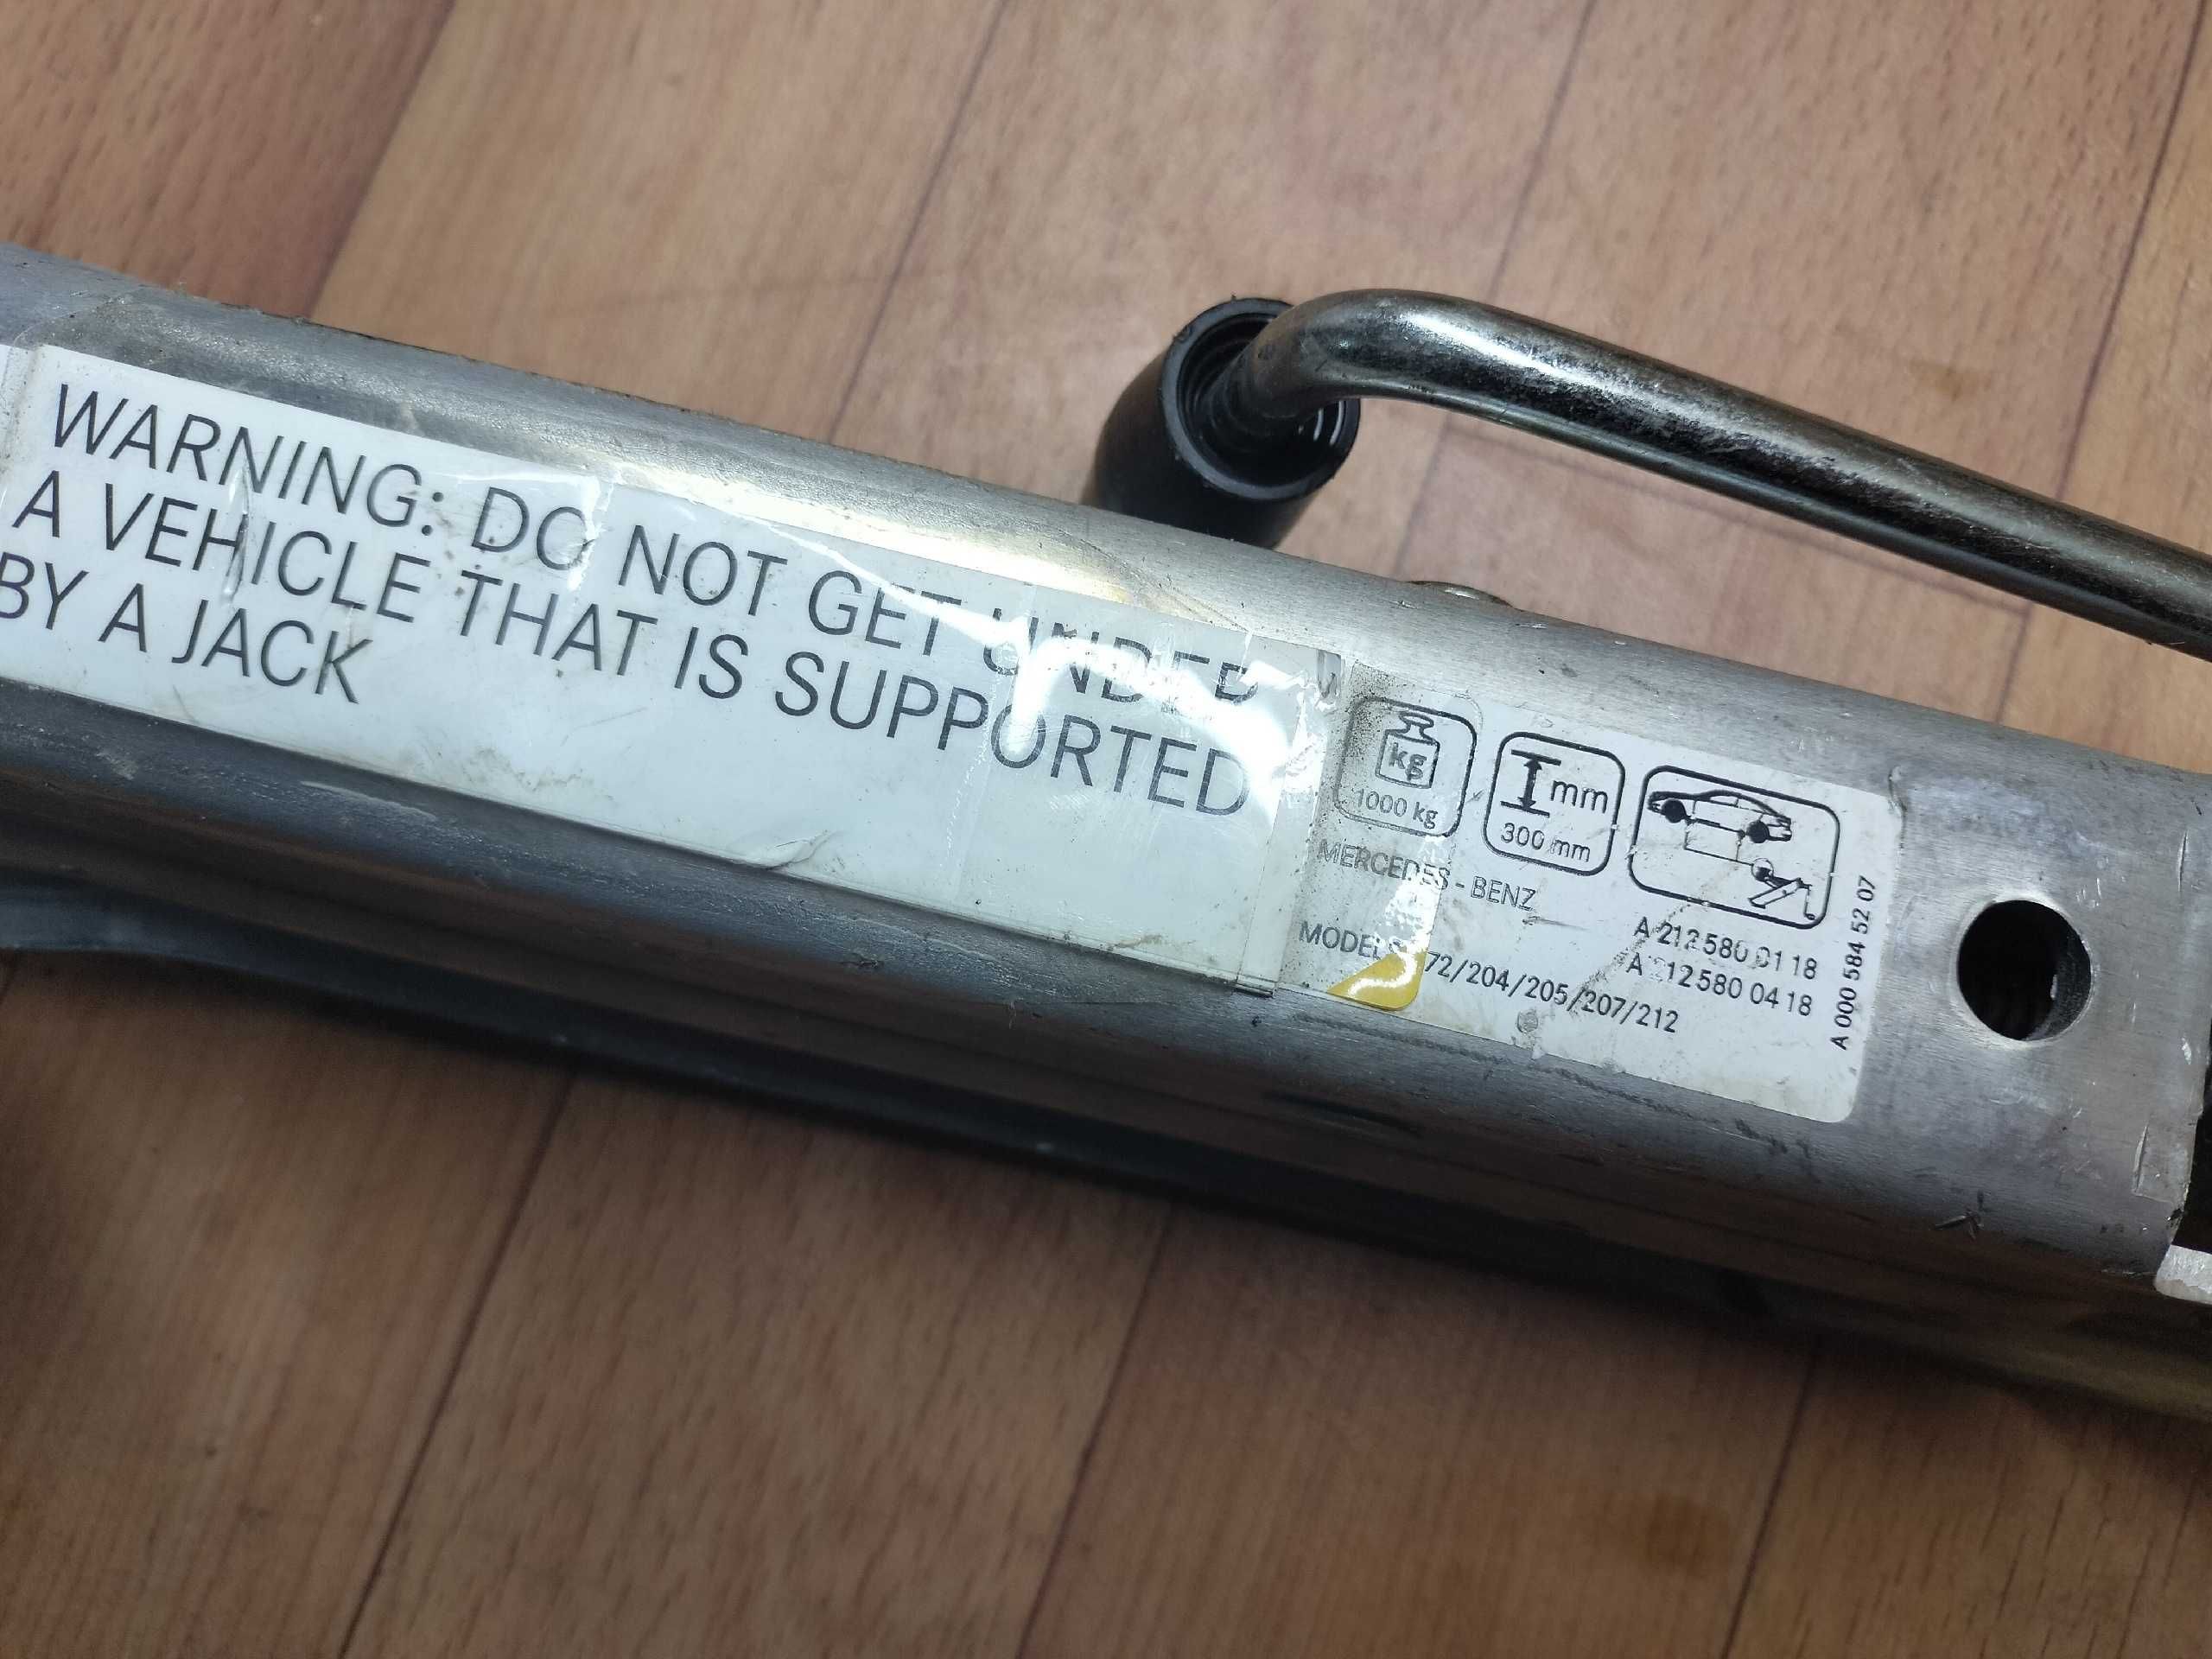 WARNING: DO NOT GET UNDER
A VEHICLE THAT IS SUPPORTED
BY A JACK
kg
1000 kg
mm
300 mm
MERCEDES - BENZ
A 212 580 01 18
A 212 580 04 18
72/204/205/207/212
A 000 584 52 07